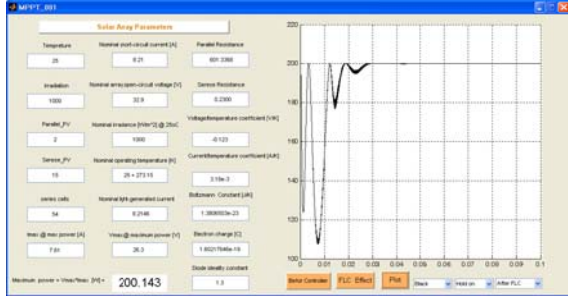 MPPT_001
Solar Array Parameters
Temprature
Nominal short-circuit current [A]
Parallel Resistance
25
8.21
601.3368
Irradiation
Nominal array open-circuit voltage [V]
Sereise Resistance
1000
32.9
0.2300
Parallel_PV
Nominal irradance [W/m^2] @ 25oC
Voltage/temperature coefficient [V/K]
2
1000
-0.123
Sereise_PV
Nominal operating temperature [K]
Current/temperature coefficient [A/K]
15
25 + 273.15
3.18e-3
series cells
Nominal light-generated current
Boltzmann Constant [J/K]
54
8.2146
1.3806503e-23
Imax @ max power [A]
Vmax @ maximum power [V]
Electron charge [C]
7.61
26.3
1.60217646e-19
Diode ideality constant
Maximum power = Vmax*Imax [W] =
200.143
1.3
220
200
180
160
140
120
100
0 0.01 0.02 0.03 0.04 0.05 0.06 0.07 0.08 0.09 0.1
Befor Controller
FLC Effect
Plot
Black
Hold on
After FLC